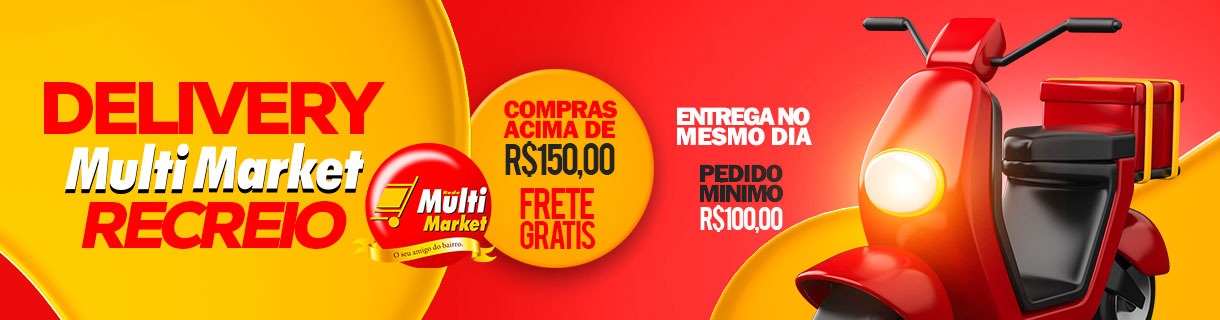 DELIVERY
Multi Market
RECREIO
Rede
Multi
Market
O seu amigo do bairro.
COMPRAS
ACIMA DE
R$150,00
FRETE
GRATIS
ENTREGA NO
MESMO DIA
PEDIDO
MINIMO
R$100,00